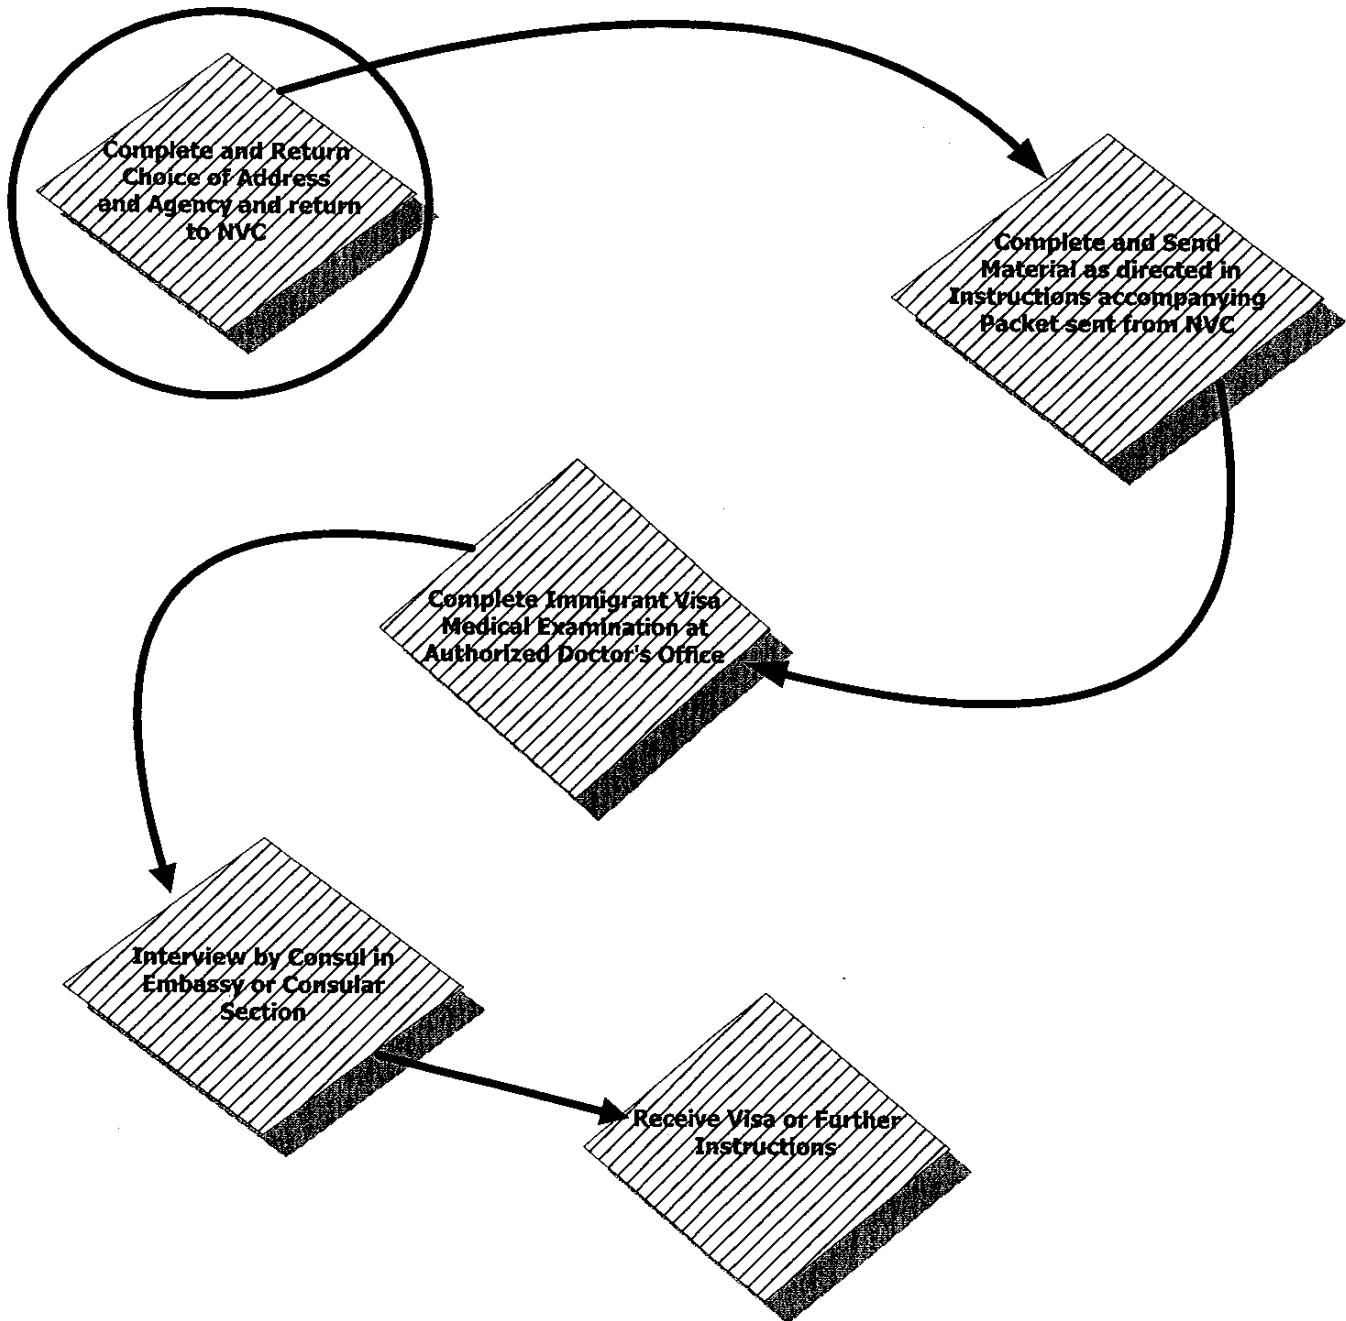 Complete and Return
Choice of Address
and Agency and return
to NVC
Complete and Send
Material as directed in
Instructions accompanying
Packet sent from NVC
Complete Immigrant Visa
Medical Examination at
Authorized Doctor's Office
Interview by Consul in
Embassy or Consular
Section
Receive Visa or Further
Instructions